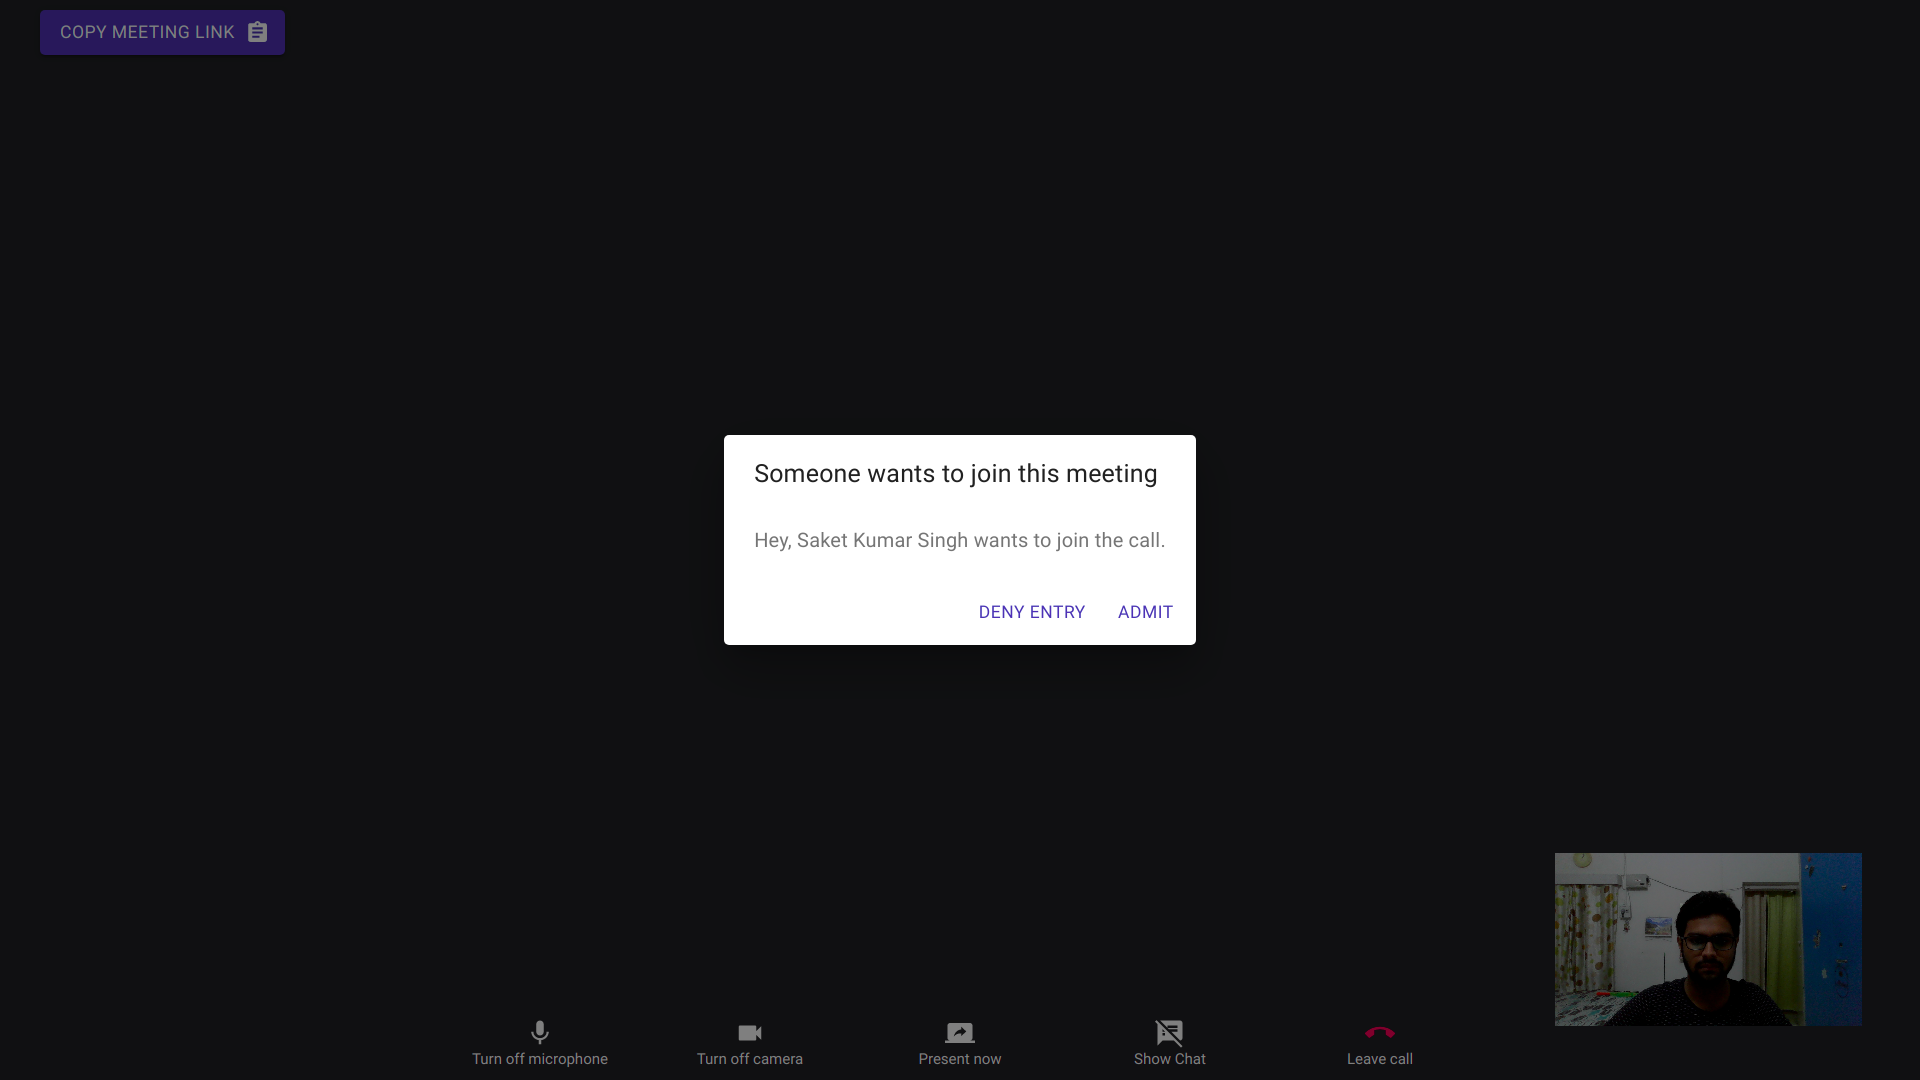 COPY MEETING LINK
Someone wants to join this meeting
Hey, Saket Kumar Singh wants to join the call.
DENY ENTRY ADMIT
Turn off microphone Turn off camera Present now Show Chat Leave call